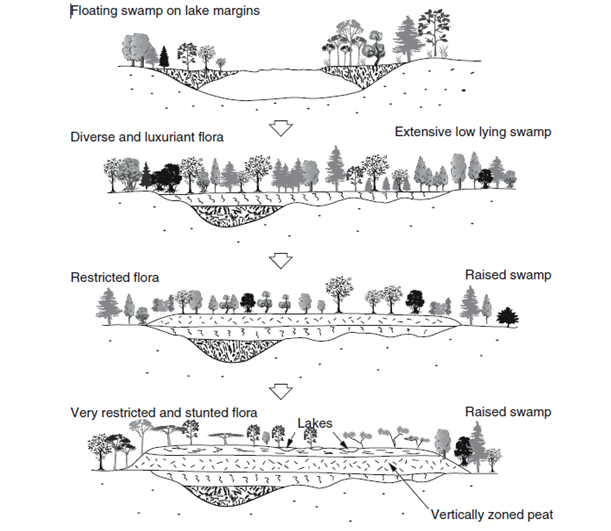 Floating swamp on lake margins
Diverse and luxuriant flora
Extensive low lying swamp
Restricted flora
Raised swamp
Very restricted and stunted flora
Raised swamp
Lakes
Vertically zoned peat